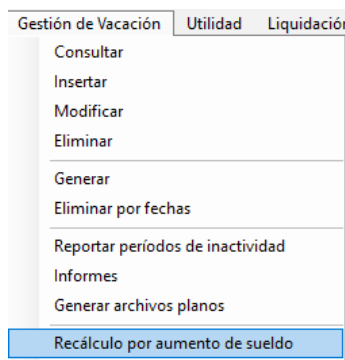 Gestión de Vacación Utilidad Liquidación
Consultar
Insertar
Modificar
Eliminar
Generar
Eliminar por fechas
Reportar períodos de inactividad
Informes
Generar archivos planos
Recálculo por aumento de sueldo